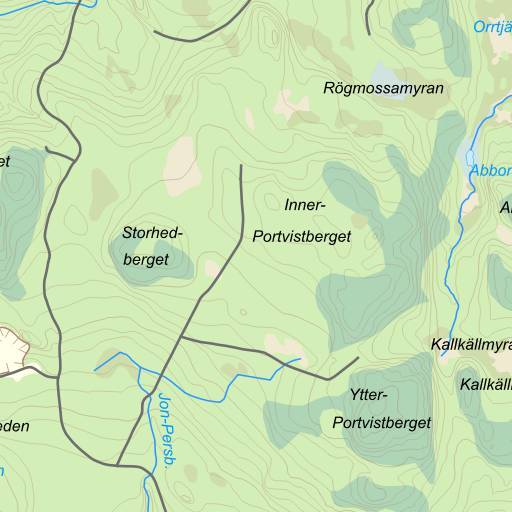 Orrtjä
Rögmossamyran
et
Abbor
Inner-
Portvistberget
Storhed-
berget
Kallkällmyra
Kallkäll
Ytter-
Portvistberget
Jon-Persb.
eden
n